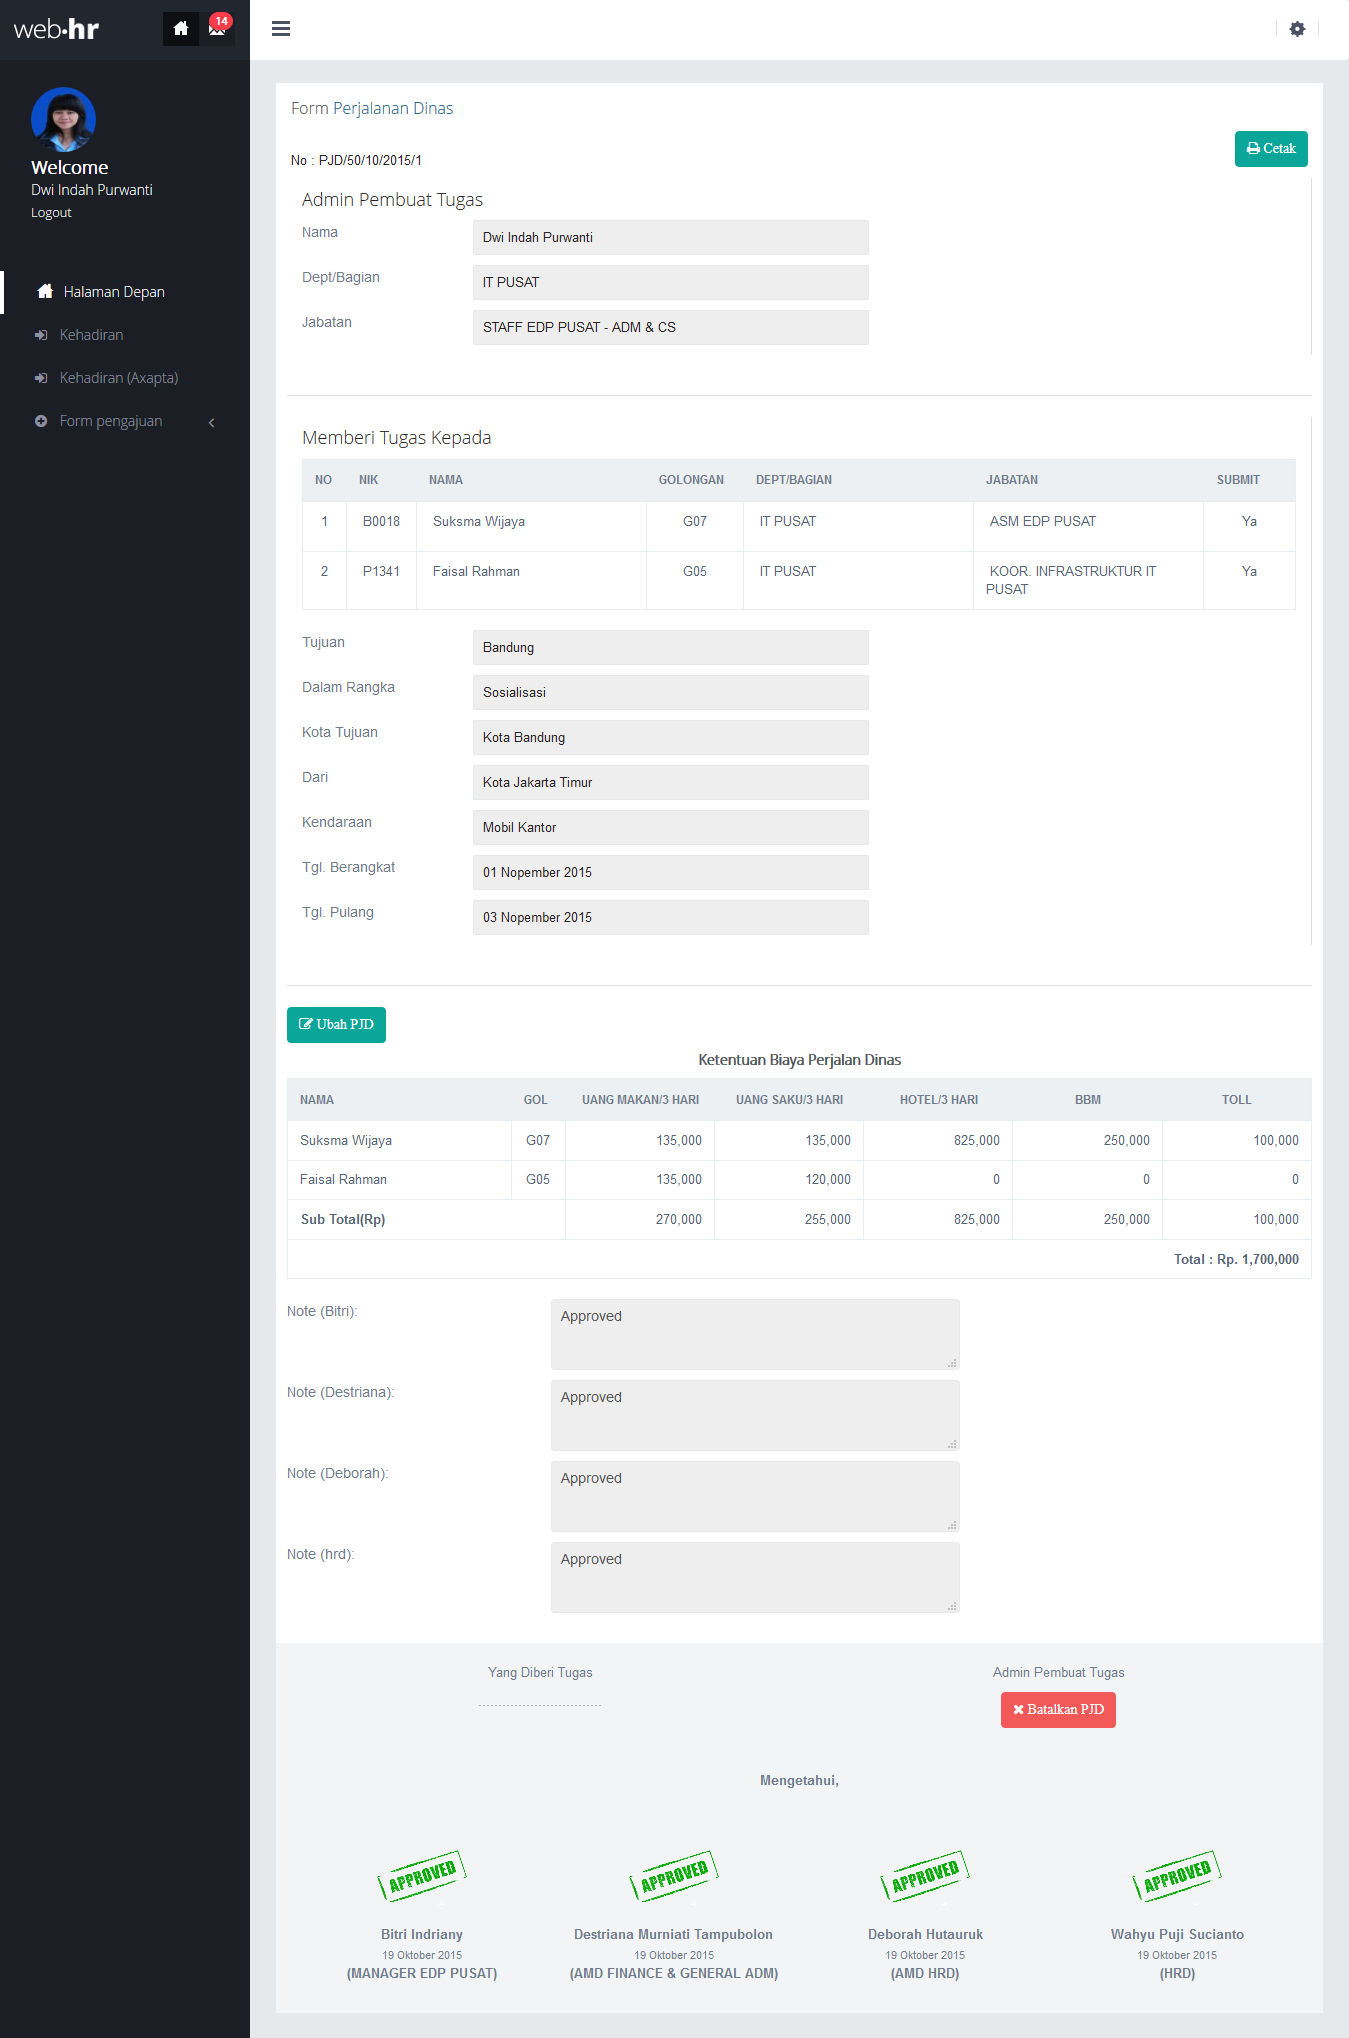 web·hr
14
Welcome
Dwi Indah Purwanti
Logout
Halaman Depan
Kehadiran
Kehadiran (Axapta)
Form pengajuan
Form Perjalanan Dinas
Cetak
No : PJD/50/10/2015/1
Admin Pembuat Tugas
Nama Dwi Indah Purwanti
Dept/Bagian IT PUSAT
Jabatan STAFF EDP PUSAT - ADM & CS
Memberi Tugas Kepada
NO NIK NAMA GOLONGAN DEPT/BAGIAN JABATAN SUBMIT
1 B0018 Suksma Wijaya G07 IT PUSAT ASM EDP PUSAT Ya
2 P1341 Faisal Rahman G05 IT PUSAT KOOR. INFRASTRUKTUR IT Ya
PUSAT
Tujuan Bandung
Dalam Rangka Sosialisasi
Kota Tujuan Kota Bandung
Dari Kota Jakarta Timur
Kendaraan Mobil Kantor
Tgl. Berangkat 01 Nopember 2015
Tgl. Pulang 03 Nopember 2015
Ubah PJD
Ketentuan Biaya Perjalan Dinas
NAMA GOL UANG MAKAN/3 HARI UANG SAKU/3 HARI HOTEL/3 HARI BBM TOLL
Suksma Wijaya G07 135,000 135,000 825,000 250,000 100,000
Faisal Rahman G05 135,000 120,000 0 0 0
Sub Total(Rp) 270,000 255,000 825,000 250,000 100,000
Total : Rp. 1,700,000
Note (Bitri): Approved
Note (Destriana): Approved
Note (Deborah): Approved
Note (hrd): Approved
Yang Diberi Tugas Admin Pembuat Tugas
Batalkan PJD
Mengetahui,
APPROVED APPROVED APPROVED APPROVED
Bitri Indriany Destriana Murniati Tampubolon Deborah Hutauruk Wahyu Puji Sucianto
19 Oktober 2015 19 Oktober 2015 19 Oktober 2015 19 Oktober 2015
(MANAGER EDP PUSAT) (AMD FINANCE & GENERAL ADM) (AMD HRD) (HRD)